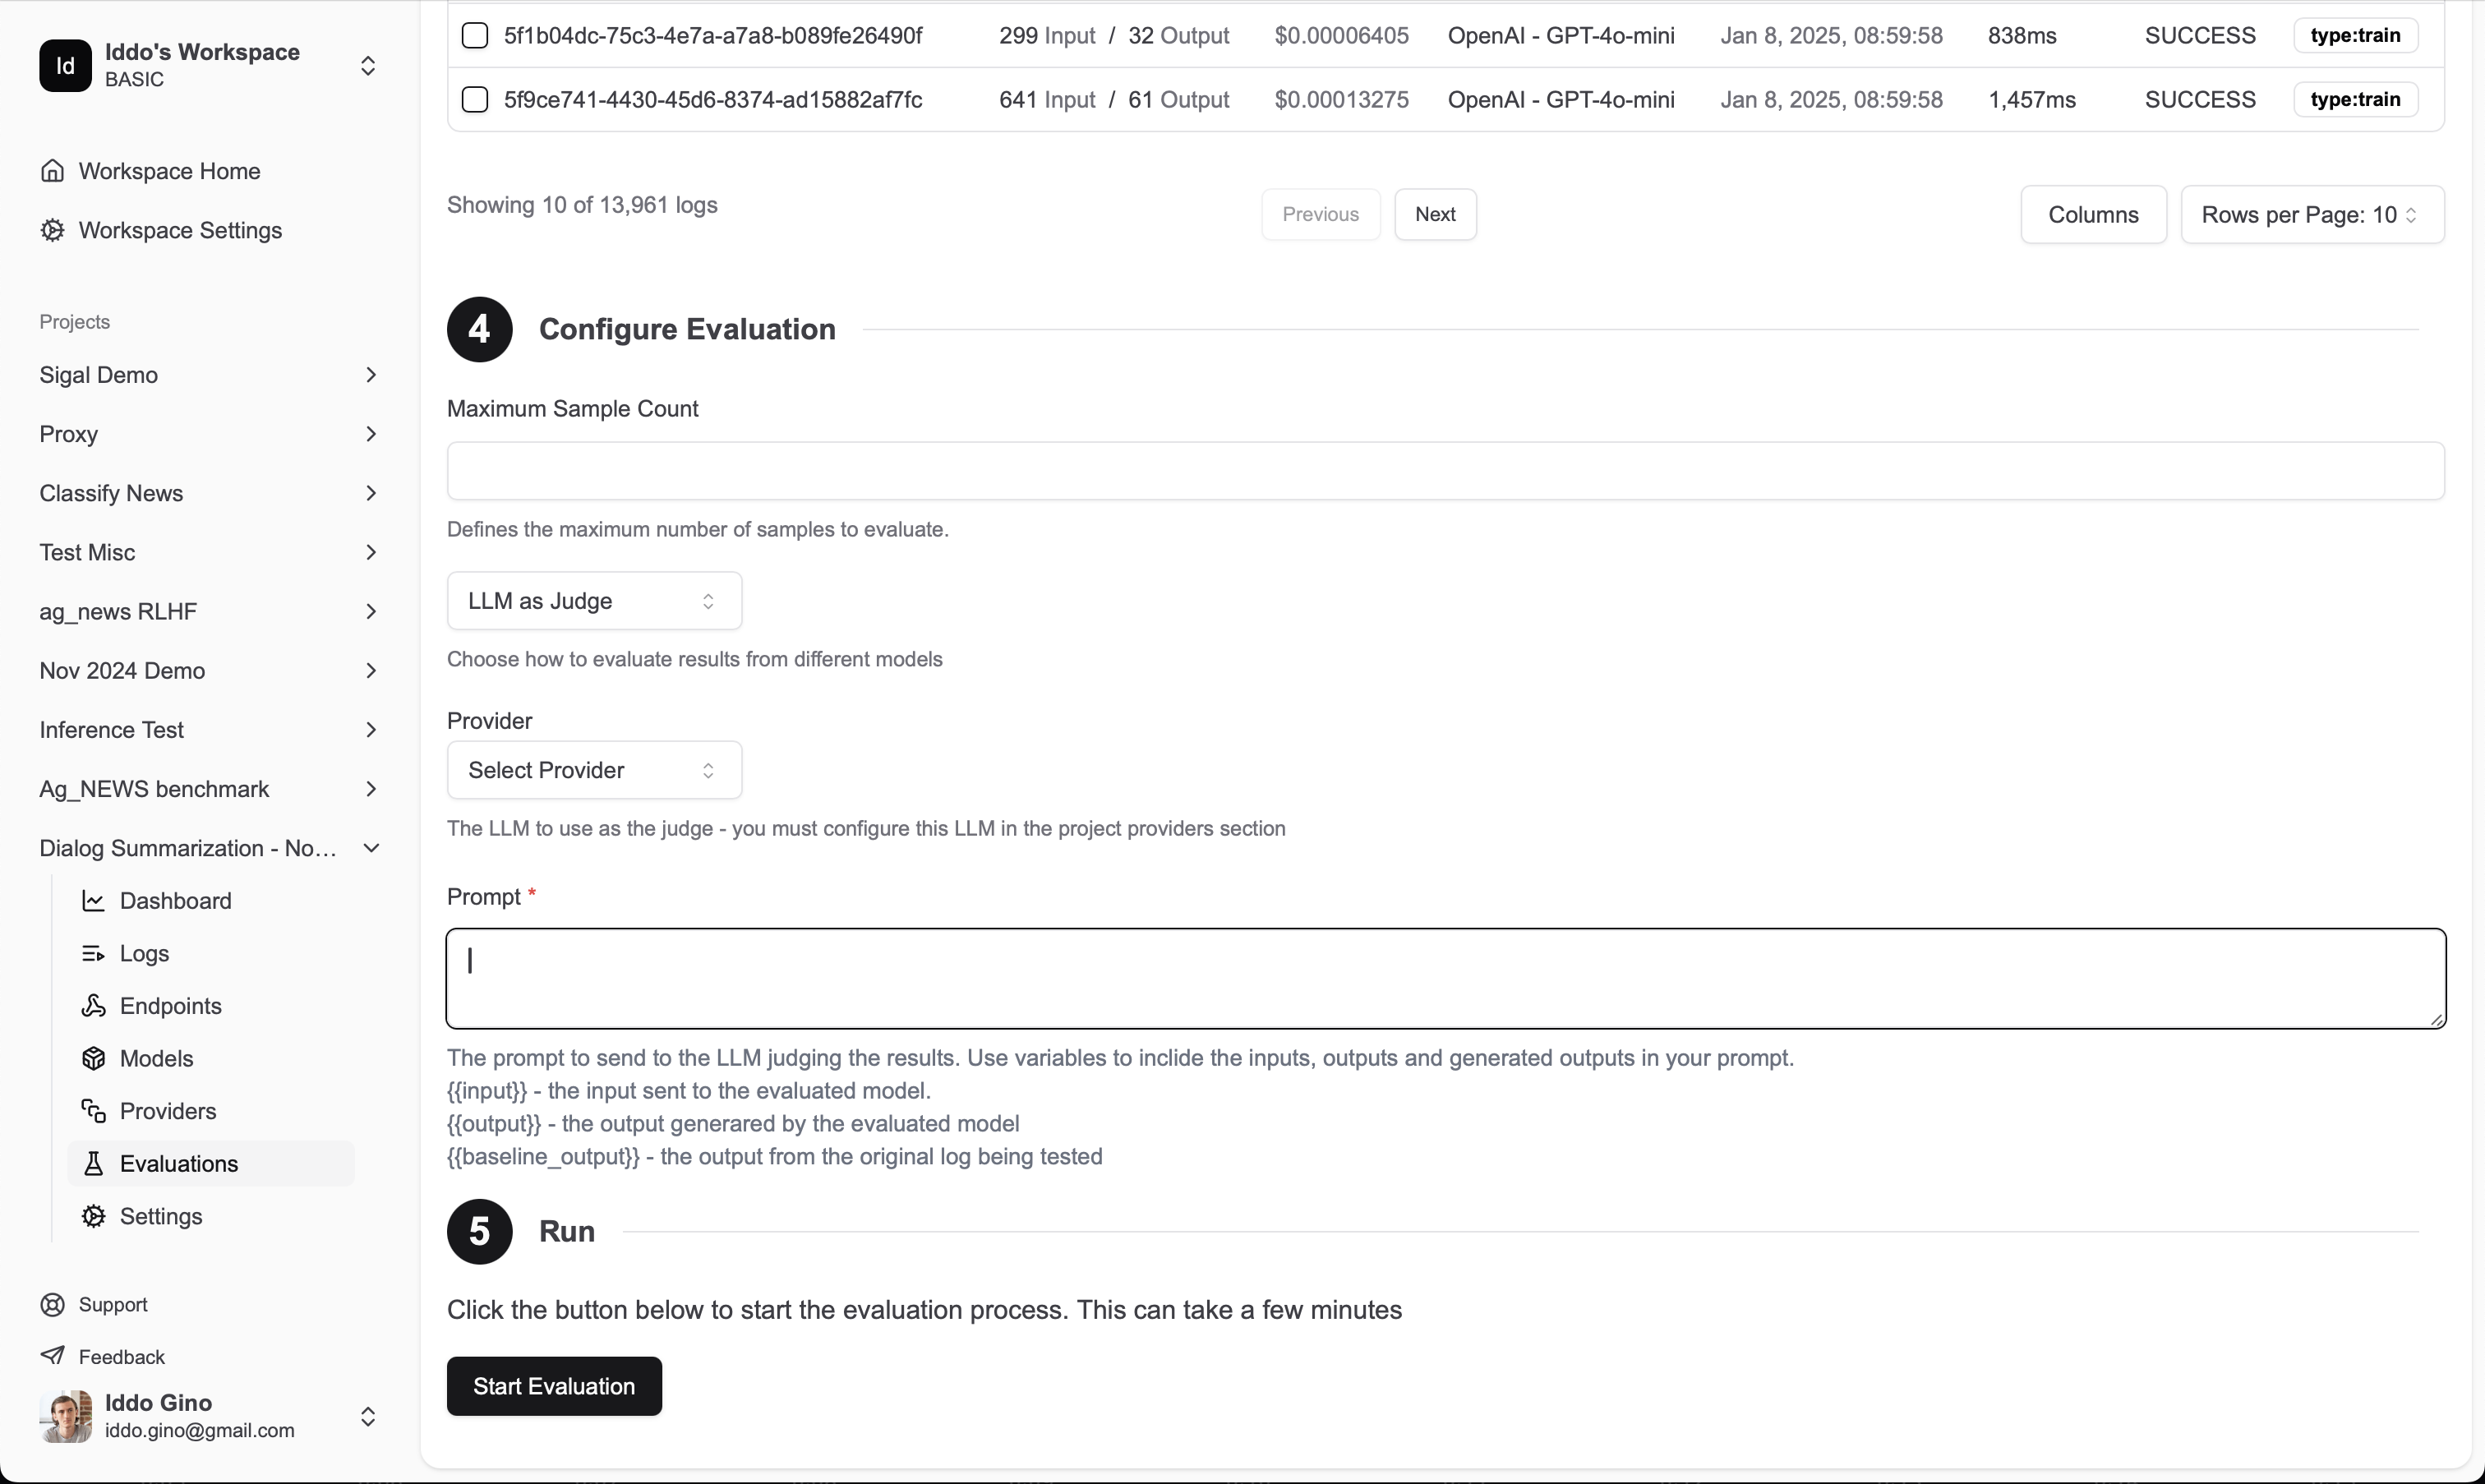 Id
Iddo's Workspace
BASIC
Workspace Home
Workspace Settings
Projects
Sigal Demo
Proxy
Classify News
Test Misc
ag_news RLHF
Nov 2024 Demo
Inference Test
Ag_NEWS benchmark
Dialog Summarization - No...
Dashboard
Logs
Endpoints
Models
Providers
Evaluations
Settings
Support
Feedback
Iddo Gino
iddo.gino@gmail.com
5f1b04dc-75c3-4e7a-a7a8-b089fe26490f 299 Input / 32 Output $0.00006405 OpenAI - GPT-4o-mini Jan 8, 2025, 08:59:58 838ms SUCCESS type:train
5f9ce741-4430-45d6-8374-ad15882af7fc 641 Input / 61 Output $0.00013275 OpenAI - GPT-4o-mini Jan 8, 2025, 08:59:58 1,457ms SUCCESS type:train
Showing 10 of 13,961 logs Previous Next Columns Rows per Page: 10
4 Configure Evaluation
Maximum Sample Count
Defines the maximum number of samples to evaluate.
LLM as Judge
Choose how to evaluate results from different models
Provider
Select Provider
The LLM to use as the judge - you must configure this LLM in the project providers section
Prompt *
The prompt to send to the LLM judging the results. Use variables to inclide the inputs, outputs and generated outputs in your prompt.
{{input}} - the input sent to the evaluated model.
{{output}} - the output generared by the evaluated model
{{baseline_output}} - the output from the original log being tested
5 Run
Click the button below to start the evaluation process. This can take a few minutes
Start Evaluation